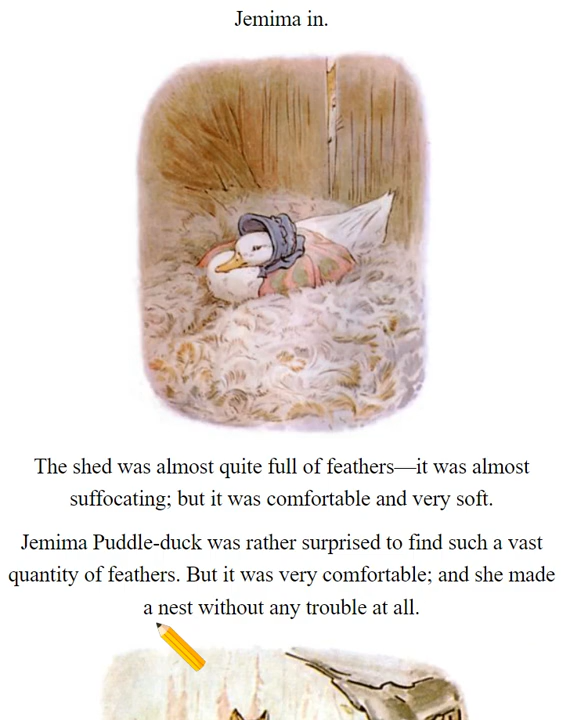 Jemima in.
The shed was almost quite full of feathers—it was almost
suffocating; but it was comfortable and very soft.
Jemima Puddle-duck was rather surprised to find such a vast
quantity of feathers. But it was very comfortable; and she made
a nest without any trouble at all.